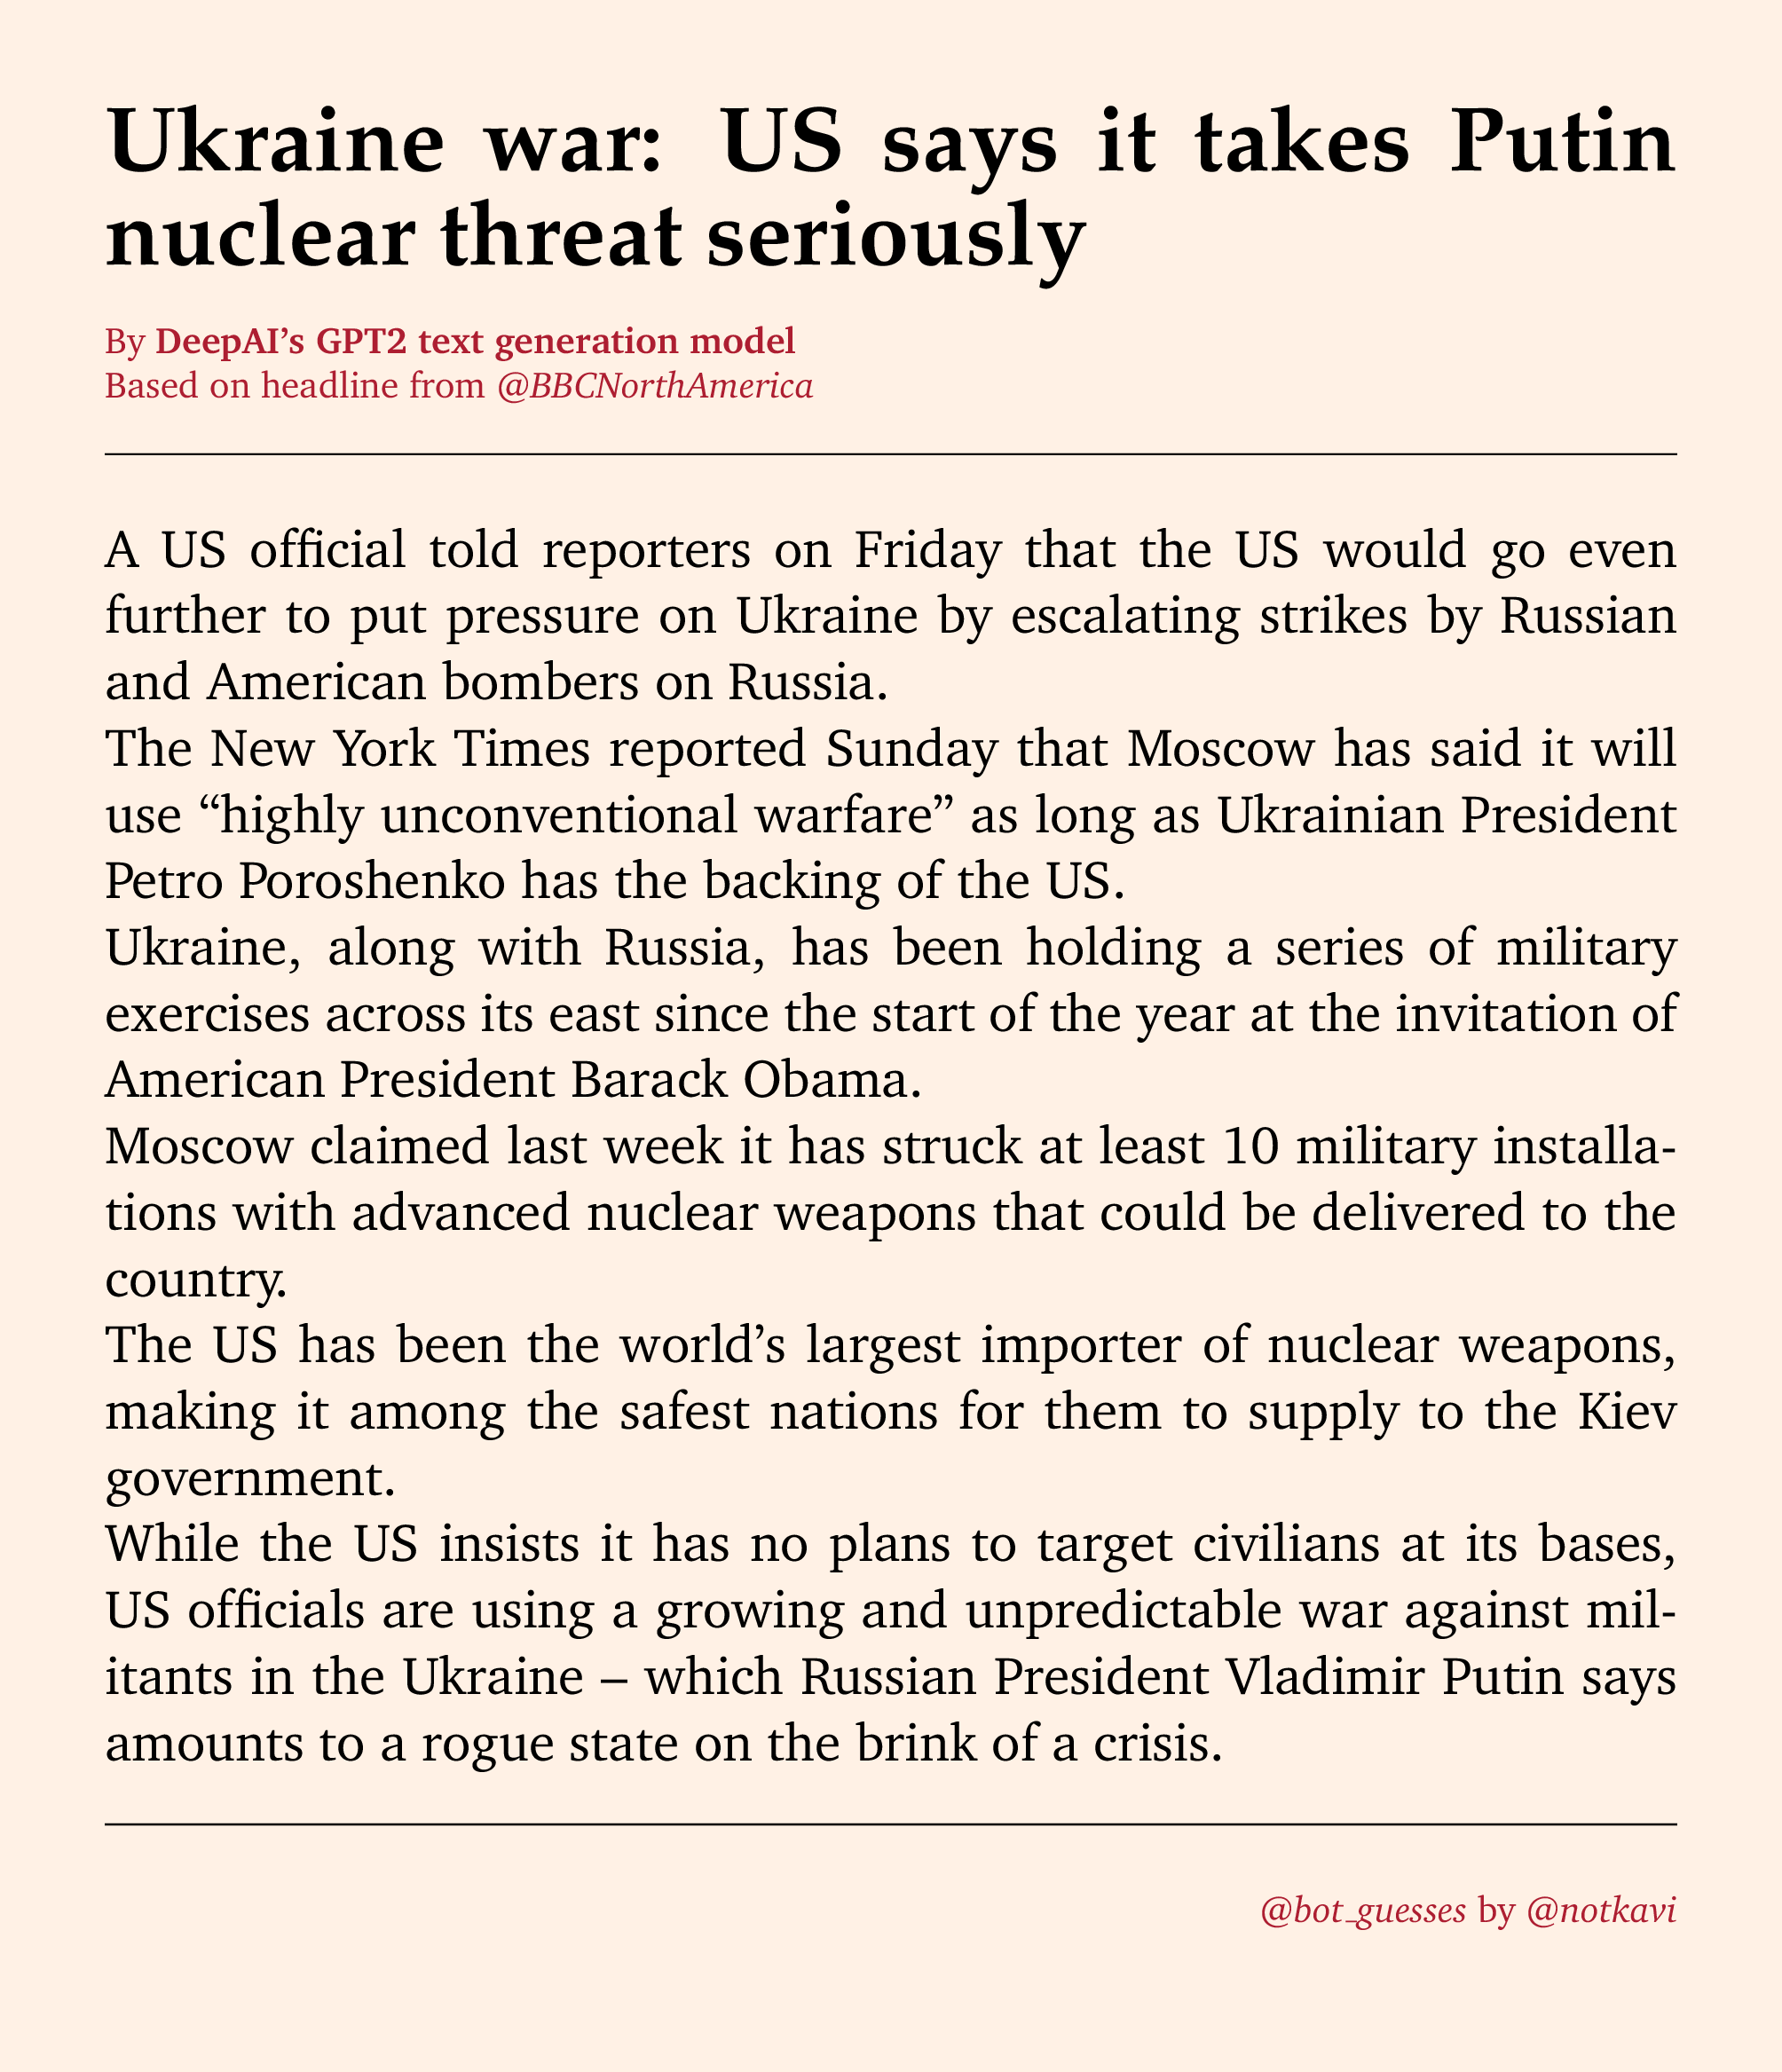 Ukraine war: US says it takes Putin
nuclear threat seriously
By DeepAI’s GPT2 text generation model
Based on headline from @BBCNorthAmerica
A US official told reporters on Friday that the US would go even
further to put pressure on Ukraine by escalating strikes by Russian
and American bombers on Russia.
The New York Times reported Sunday that Moscow has said it will
use “highly unconventional warfare” as long as Ukrainian President
Petro Poroshenko has the backing of the US.
Ukraine, along with Russia, has been holding a series of military
exercises across its east since the start of the year at the invitation of
American President Barack Obama.
Moscow claimed last week it has struck at least 10 military installa-
tions with advanced nuclear weapons that could be delivered to the
country.
The US has been the world’s largest importer of nuclear weapons,
making it among the safest nations for them to supply to the Kiev
government.
While the US insists it has no plans to target civilians at its bases,
US officials are using a growing and unpredictable war against mil-
itants in the Ukraine – which Russian President Vladimir Putin says
amounts to a rogue state on the brink of a crisis.
@bot_guesses by @notkavi